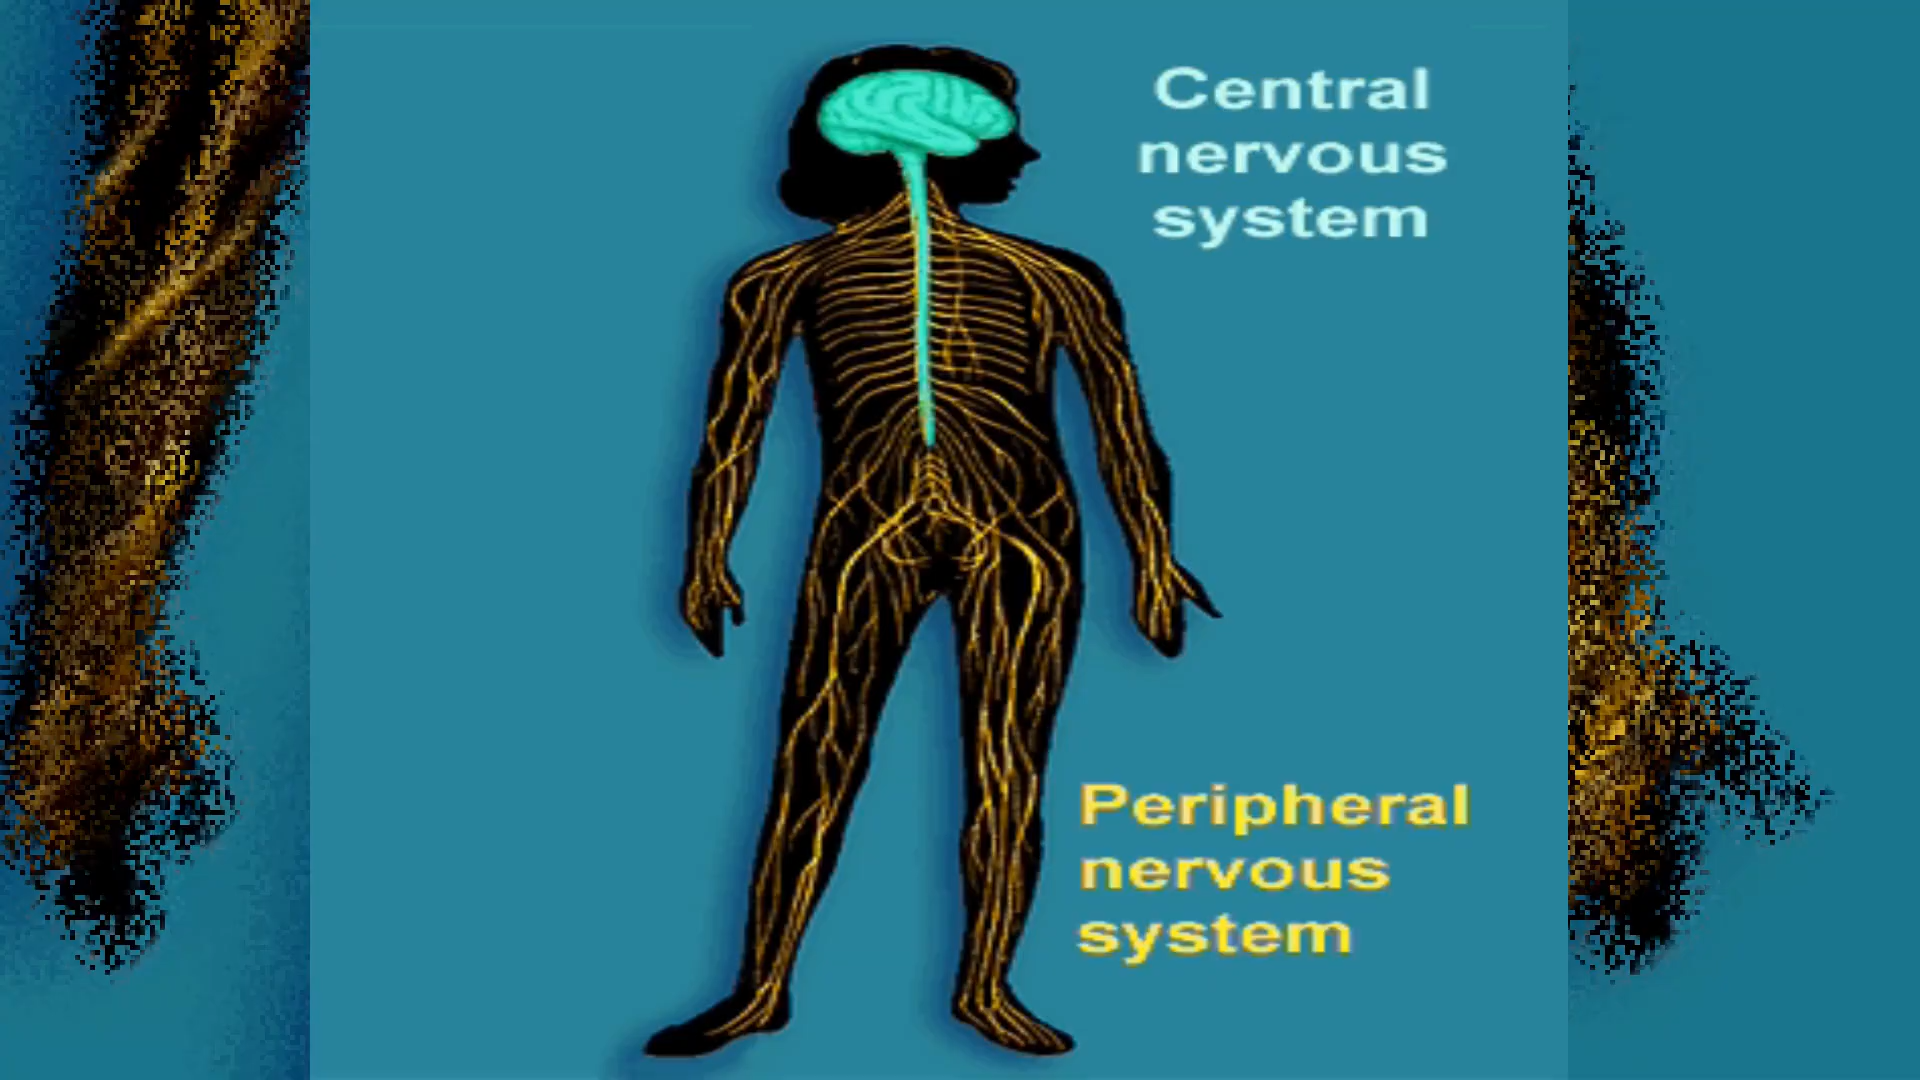 Central
nervous
system
Peripheral
nervous
system